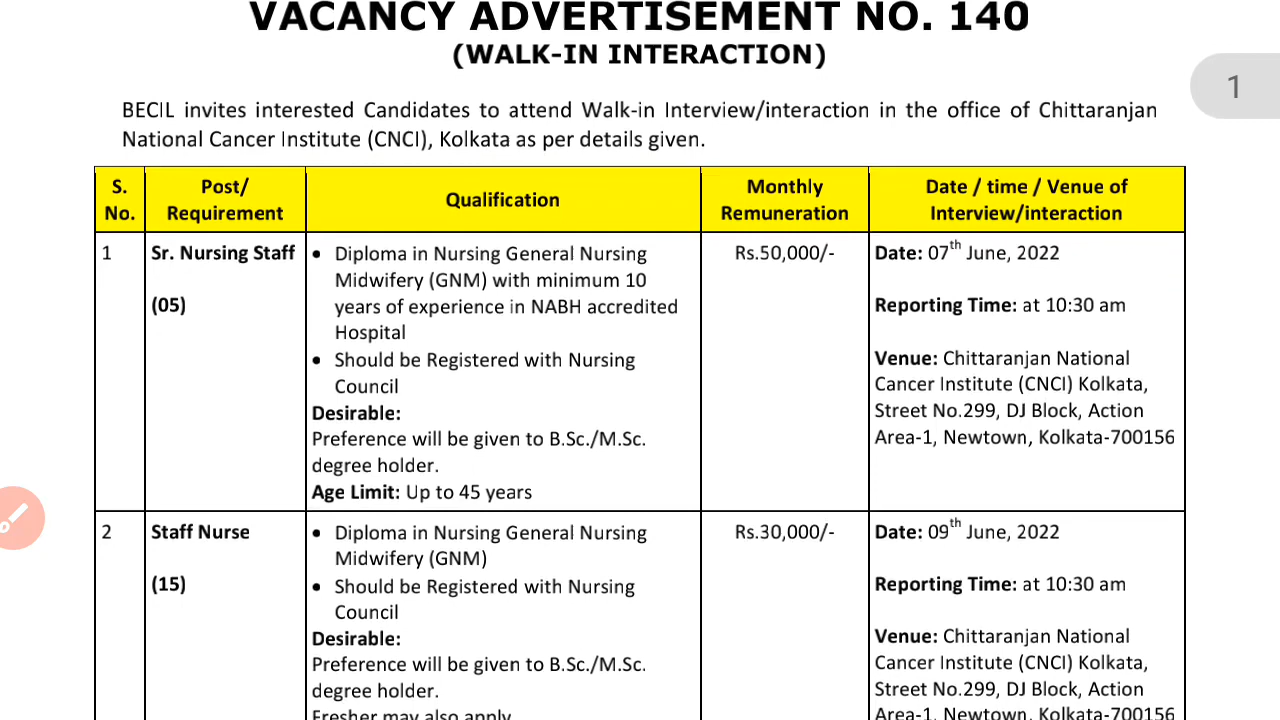 VACANCY ADVERTISEMENT NO. 140
(WALK-IN INTERACTION)
1
BECIL invites interested Candidates to attend Walk-in Interview/interaction in the office of Chittaranjan
National Cancer Institute (CNCI), Kolkata as per details given.
S.
No.
Post/
Requirement
Qualification
Monthly
Remuneration
Date / time / Venue of
Interview/interaction
1
Sr. Nursing Staff
(05)
• Diploma in Nursing General Nursing
Midwifery (GNM) with minimum 10
years of experience in NABH accredited
Hospital
• Should be Registered with Nursing
Council
Desirable:
Preference will be given to B.Sc./M.Sc.
degree holder.
Age Limit: Up to 45 years
Rs.50,000/-
Date: 07th June, 2022
Reporting Time: at 10:30 am
Venue: Chittaranjan National
Cancer Institute (CNCI) Kolkata,
Street No.299, DJ Block, Action
Area-1, Newtown, Kolkata-700156
2
Staff Nurse
(15)
• Diploma in Nursing General Nursing
Midwifery (GNM)
• Should be Registered with Nursing
Council
Desirable:
Preference will be given to B.Sc./M.Sc.
degree holder.
Fresher may also apply
Rs.30,000/-
Date: 09th June, 2022
Reporting Time: at 10:30 am
Venue: Chittaranjan National
Cancer Institute (CNCI) Kolkata,
Street No.299, DJ Block, Action
Area-1, Newtown, Kolkata-700156